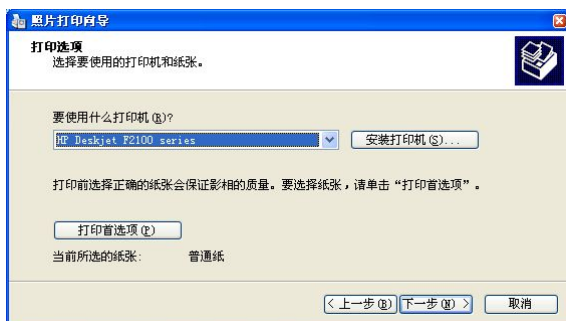 照片打印向导
打印选项
选择要使用的打印机和纸张。
要使用什么打印机(R)?
HP Deskjet F2100 series
安装打印机(S)...
打印前选择正确的纸张会保证影相的质量。要选择纸张，请单击“打印首选项”。
打印首选项(P)
当前所选的纸张: 普通纸
< 上一步(B) 下一步(N) > 取消